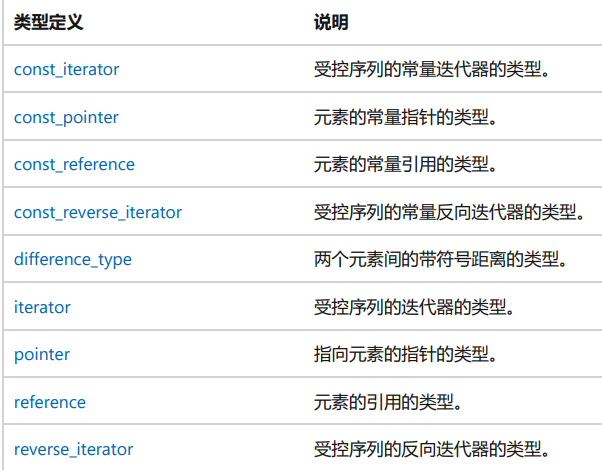 类型定义 说明
const_iterator 受控序列的常量迭代器的类型。
const_pointer 元素的常量指针的类型。
const_reference 元素的常量引用的类型。
const_reverse_iterator 受控序列的常量反向迭代器的类型。
difference_type 两个元素间的带符号距离的类型。
iterator 受控序列的迭代器的类型。
pointer 指向元素的指针的类型。
reference 元素的引用的类型。
reverse_iterator 受控序列的反向迭代器的类型。